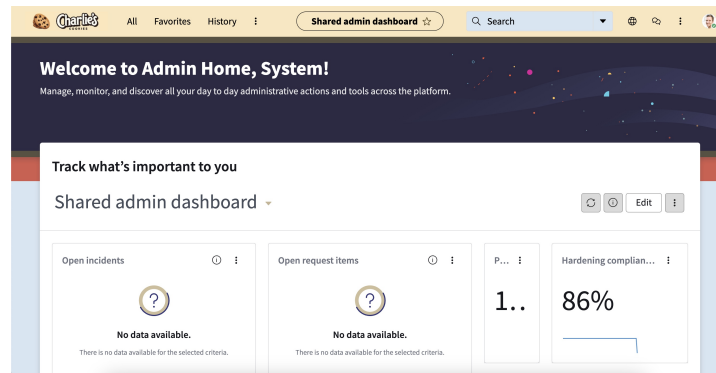 Charlie's
COOKIES
All
Favorites
History
Shared admin dashboard
Search
Welcome to Admin Home, System!
Manage, monitor, and discover all your day to day administrative actions and tools across the platform.
Track what's important to you
Shared admin dashboard
Edit
Open incidents
No data available.
There is no data available for the selected criteria.
Open request items
No data available.
There is no data available for the selected criteria.
P...
1..
Hardening complian...
86%